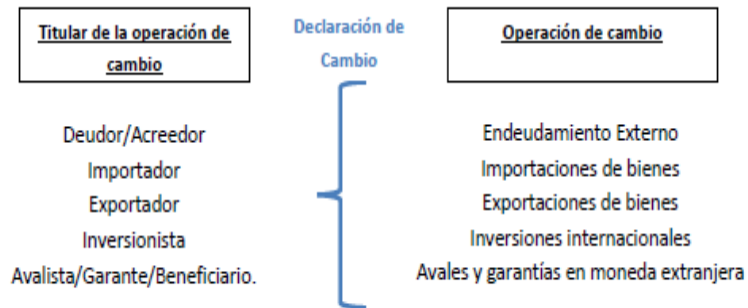 Titular de la operación de
cambio
Declaración de
Cambio
Operación de cambio
Deudor/Acreedor
Importador
Exportador
Inversionista
Avalista/Garante/Beneficiario.
Endeudamiento Externo
Importaciones de bienes
Exportaciones de bienes
Inversiones internacionales
Avales y garantías en moneda extranjera